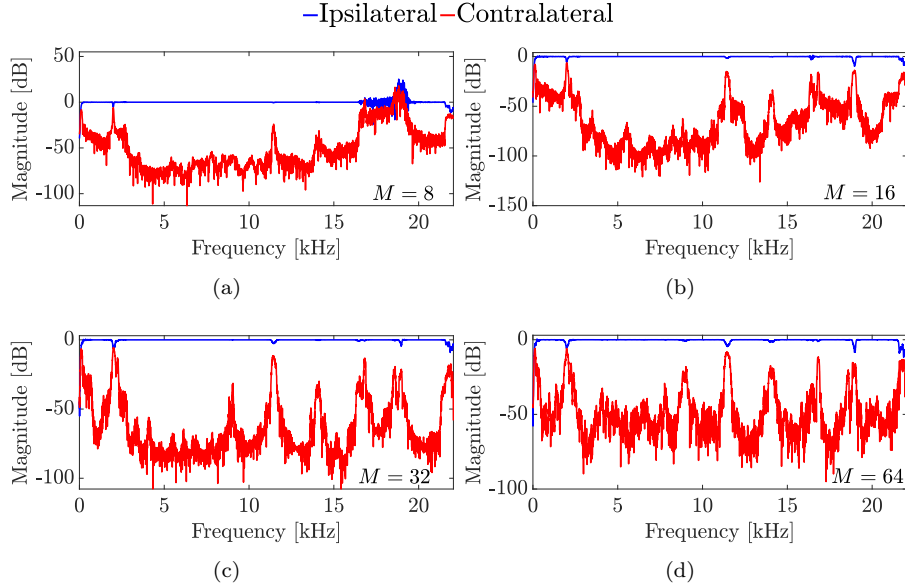 Ipsilateral Contralateral
50
0
-50
-100
Magnitude [dB]
M = 8
0 5 10 15 20
Frequency [kHz]
(a)
0
-50
-100
-150
Magnitude [dB]
M = 16
0 5 10 15 20
Frequency [kHz]
(b)
0
-50
-100
Magnitude [dB]
M = 32
0 5 10 15 20
Frequency [kHz]
(c)
0
-50
-100
Magnitude [dB]
M = 64
0 5 10 15 20
Frequency [kHz]
(d)